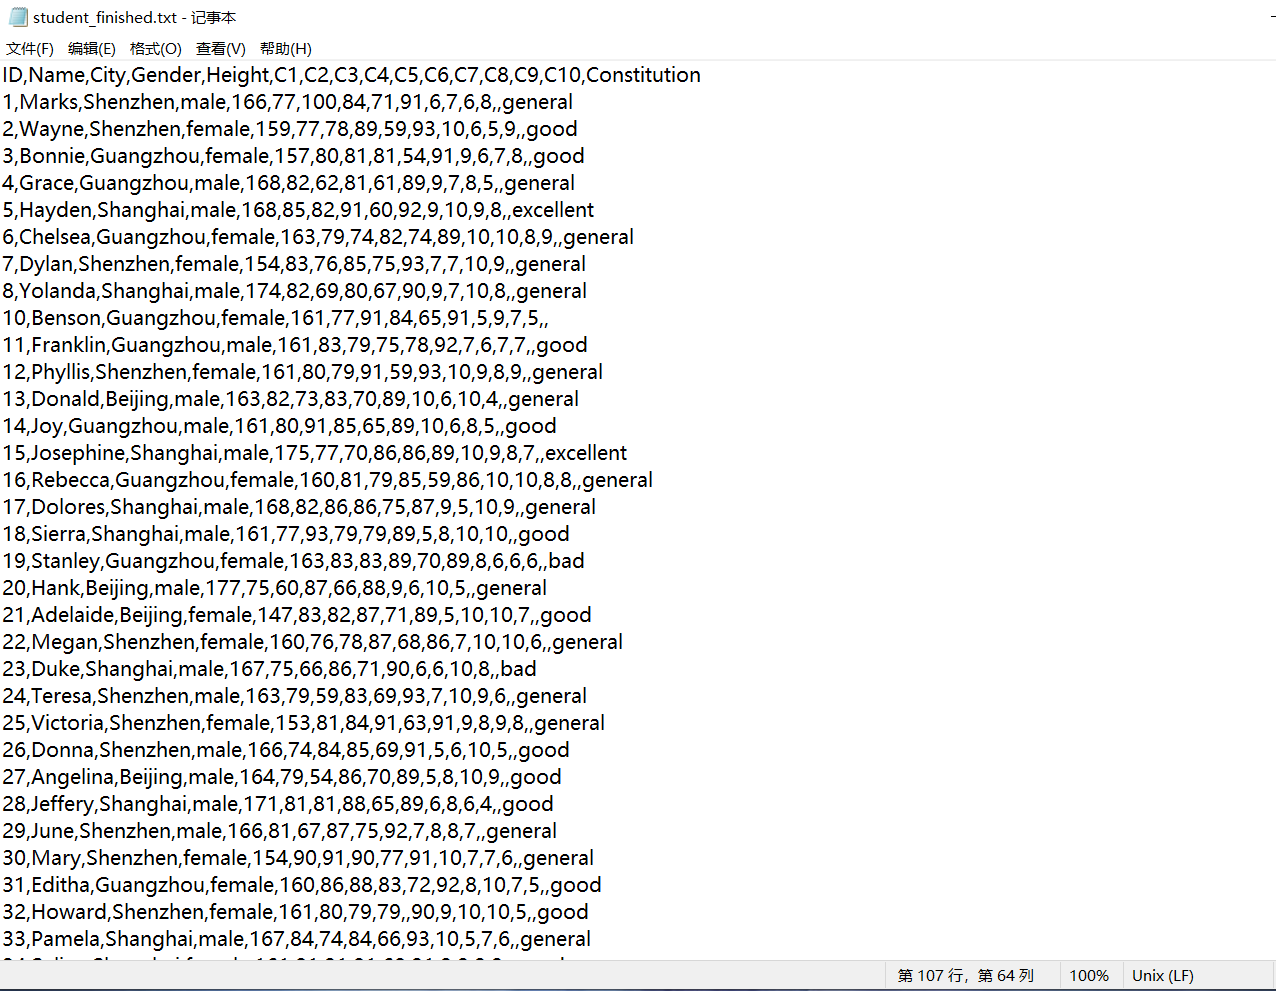 student_finished.txt - 记事本
文件(F) 编辑(E) 格式(O) 查看(V) 帮助(H)
ID,Name,City,Gender,Height,C1,C2,C3,C4,C5,C6,C7,C8,C9,C10,Constitution
1,Marks,Shenzhen,male,166,77,100,84,71,91,6,7,6,8,,general
2,Wayne,Shenzhen,female,159,77,78,89,59,93,10,6,5,9,,good
3,Bonnie,Guangzhou,female,157,80,81,81,54,91,9,6,7,8,,good
4,Grace,Guangzhou,male,168,82,62,81,61,89,9,7,8,5,,general
5,Hayden,Shanghai,male,168,85,82,91,60,92,9,10,9,8,,excellent
6,Chelsea,Guangzhou,female,163,79,74,82,74,89,10,10,8,9,,general
7,Dylan,Shenzhen,female,154,83,76,85,75,93,7,7,10,9,,general
8,Yolanda,Shanghai,male,174,82,69,80,67,90,9,7,10,8,,general
10,Benson,Guangzhou,female,161,77,91,84,65,91,5,9,7,5,,
11,Franklin,Guangzhou,male,161,83,79,75,78,92,7,6,7,7,,good
12,Phyllis,Shenzhen,female,161,80,79,91,59,93,10,9,8,9,,general
13,Donald,Beijing,male,163,82,73,83,70,89,10,6,10,4,,general
14,Joy,Guangzhou,male,161,80,91,85,65,89,10,6,8,5,,good
15,Josephine,Shanghai,male,175,77,70,86,86,89,10,9,8,7,,excellent
16,Rebecca,Guangzhou,female,160,81,79,85,59,86,10,10,8,8,,general
17,Dolores,Shanghai,male,168,82,86,86,75,87,9,5,10,9,,general
18,Sierra,Shanghai,male,161,77,93,79,79,89,5,8,10,10,,good
19,Stanley,Guangzhou,female,163,83,83,89,70,89,8,6,6,6,,bad
20,Hank,Beijing,male,177,75,60,87,66,88,9,6,10,5,,general
21,Adelaide,Beijing,female,147,83,82,87,71,89,5,10,10,7,,good
22,Megan,Shenzhen,female,160,76,78,87,68,86,7,10,10,6,,general
23,Duke,Shanghai,male,167,75,66,86,71,90,6,6,10,8,,bad
24,Teresa,Shenzhen,male,163,79,59,83,69,93,7,10,9,6,,general
25,Victoria,Shenzhen,female,153,81,84,91,63,91,9,8,9,8,,general
26,Donna,Shenzhen,male,166,74,84,85,69,91,5,6,10,5,,good
27,Angelina,Beijing,male,164,79,54,86,70,89,5,8,10,9,,good
28,Jeffery,Shanghai,male,171,81,81,88,65,89,6,8,6,4,,good
29,June,Shenzhen,male,166,81,67,87,75,92,7,8,8,7,,general
30,Mary,Shenzhen,female,154,90,91,90,77,91,10,7,7,6,,general
31,Editha,Guangzhou,female,160,86,88,83,72,92,8,10,7,5,,good
32,Howard,Shenzhen,female,161,80,79,79,,90,9,10,10,5,,good
33,Pamela,Shanghai,male,167,84,74,84,66,93,10,5,7,6,,general
第 107 行，第 64 列 100% Unix (LF)